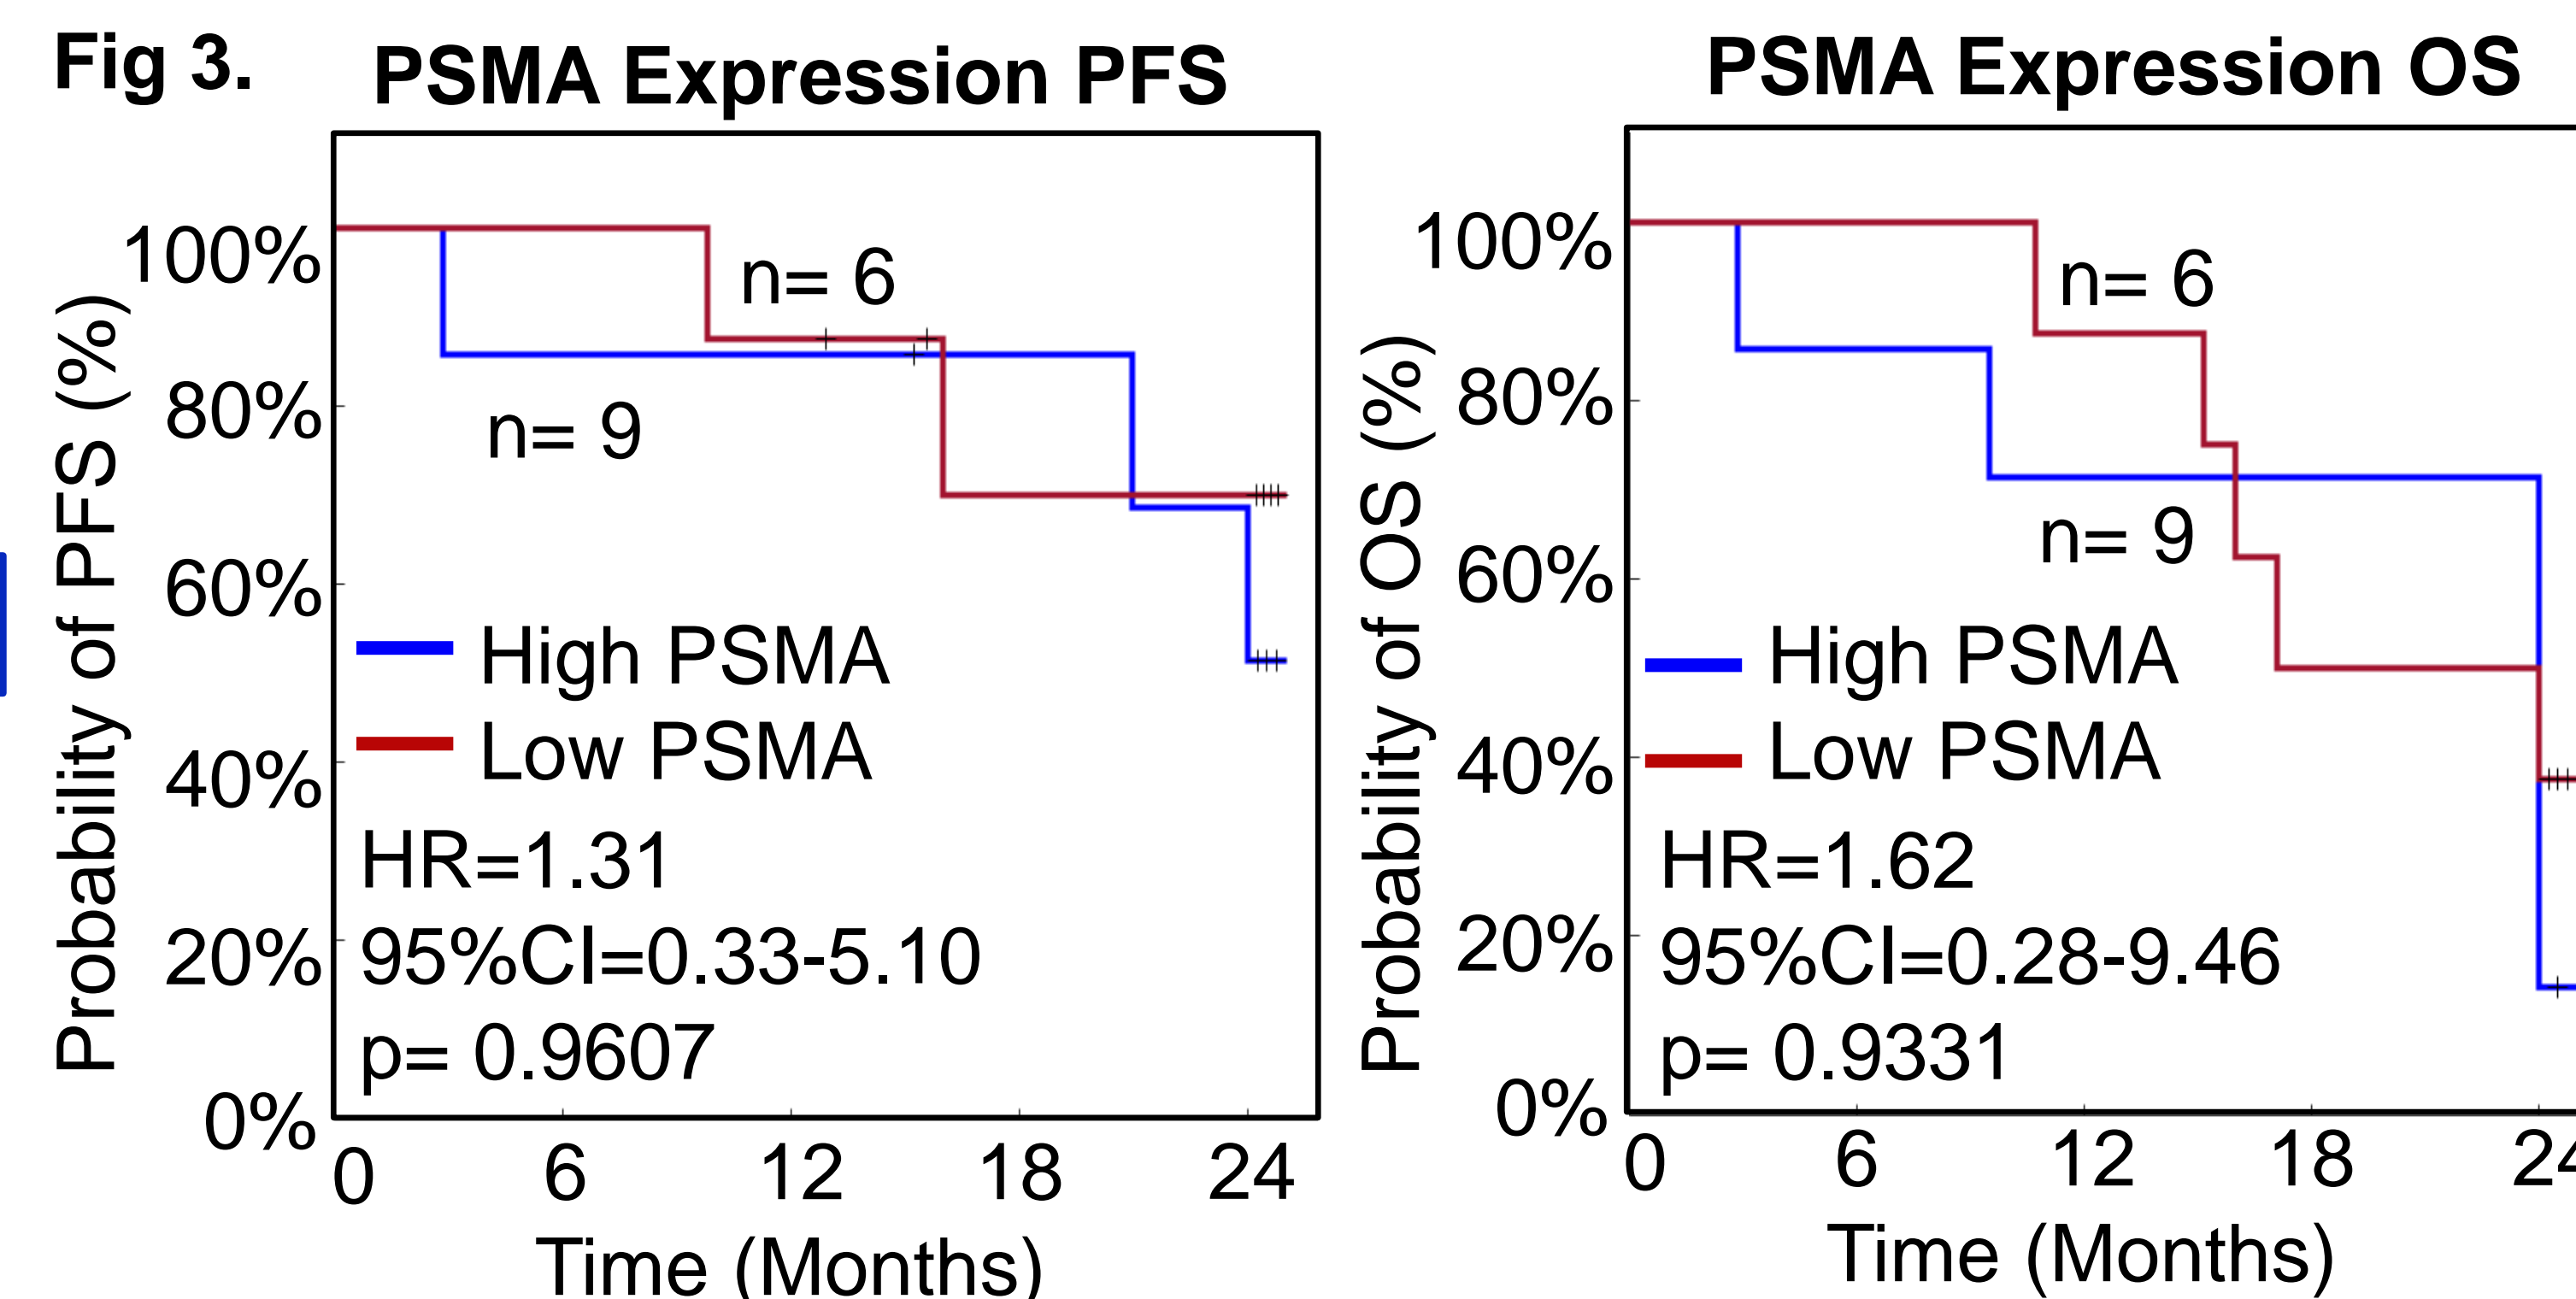 Fig 3.
PSMA Expression PFS
Probability of PFS (%)
100%
80%
60%
40%
20%
0%
n= 6
n= 9
High PSMA
Low PSMA
HR=1.31
95%CI=0.33-5.10
p= 0.9607
0 6 12 18 24
Time (Months)
PSMA Expression OS
Probability of OS (%)
100%
80%
60%
40%
20%
0%
n= 6
n= 9
High PSMA
Low PSMA
HR=1.62
95%CI=0.28-9.46
p= 0.9331
0 6 12 18 24
Time (Months)